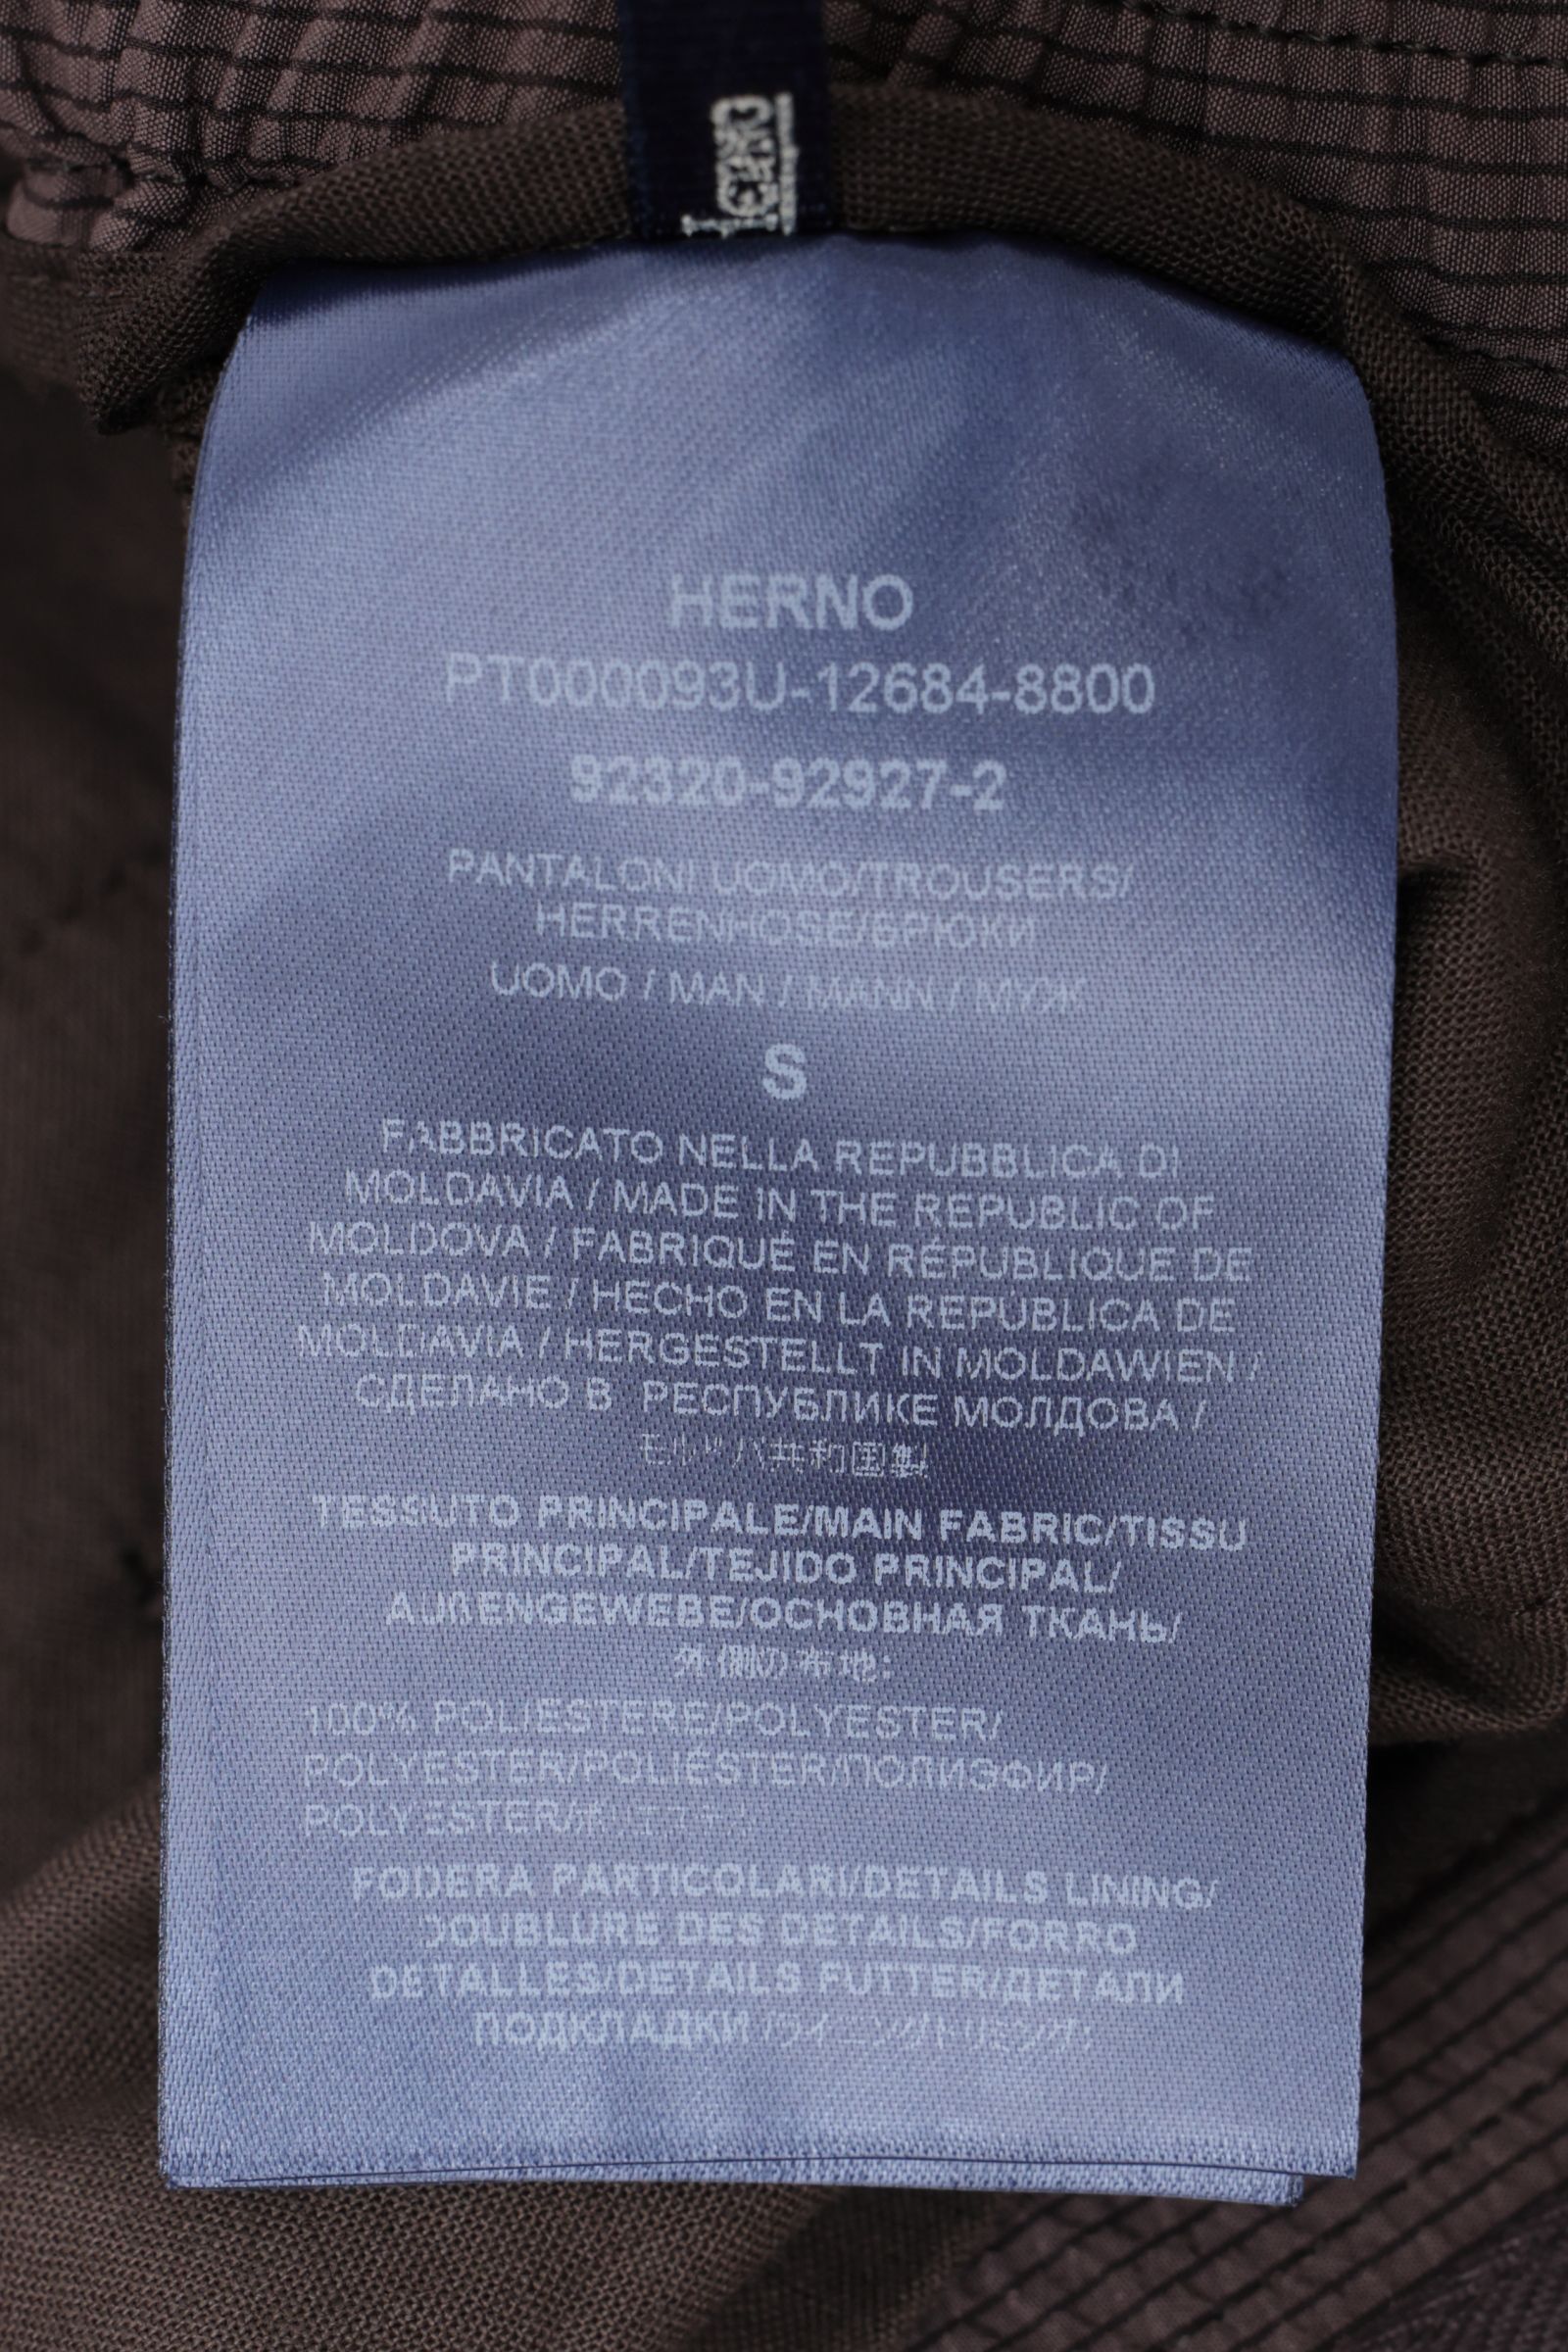 HERNO
PT000093U-12684-8800
92320-92927-2
PANTALONI UOMO/TROUSERS/
HERRENHOSE/БРЮКИ
UOMO / MAN / MANN / МУЖ
S
FABBRICATO NELLA REPUBBLICA DI
MOLDAVIA / MADE IN THE REPUBLIC OF
MOLDOVA / FABRIQUÉ EN RÉPUBLIQUE DE
MOLDAVIE / HECHO EN LA REPÚBLICA DE
MOLDAVIA / HERGESTELLT IN MOLDAWIEN /
СДЕЛАНО В РЕСПУБЛИКЕ МОЛДОВА /
モルドバ共和国製
TESSUTO PRINCIPALE/MAIN FABRIC/TISSU
PRINCIPAL/TEJIDO PRINCIPAL/
AUßENGEWEBE/ОСНОВНАЯ ТКАНЬ/
外側の布地:
100% POLIESTERE/POLYESTER/
POLYESTER/POLIÉSTER/ПОЛИЭФИР/
POLYESTER/
FODERA PARTICOLARI/DETAILS LINING/
DOUBLURE DES DETAILS/FORRO
DETALLES/DETAILS FUTTER/ДЕТАЛИ
ПОДКЛАДКИ